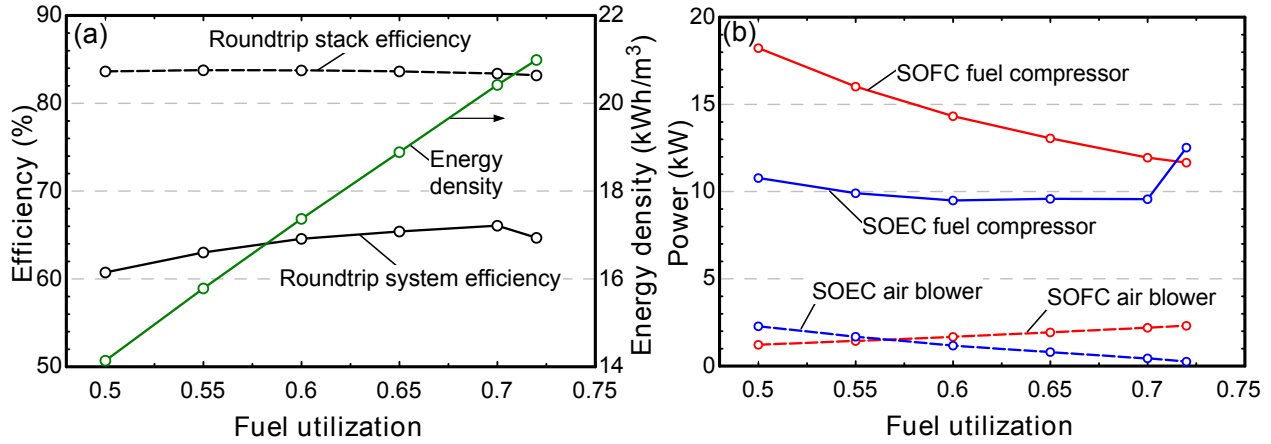 (a)
Roundtrip stack efficiency
Energy
density
Roundtrip system efficiency
90
80
70
60
50
Efficiency (%)
22
20
18
16
14
Energy density (kWh/m³)
0.5 0.55 0.6 0.65 0.7 0.75
Fuel utilization
(b)
SOFC fuel compressor
SOEC fuel compressor
SOEC air blower
SOFC air blower
20
15
10
5
0
Power (kW)
0.5 0.55 0.6 0.65 0.7 0.75
Fuel utilization